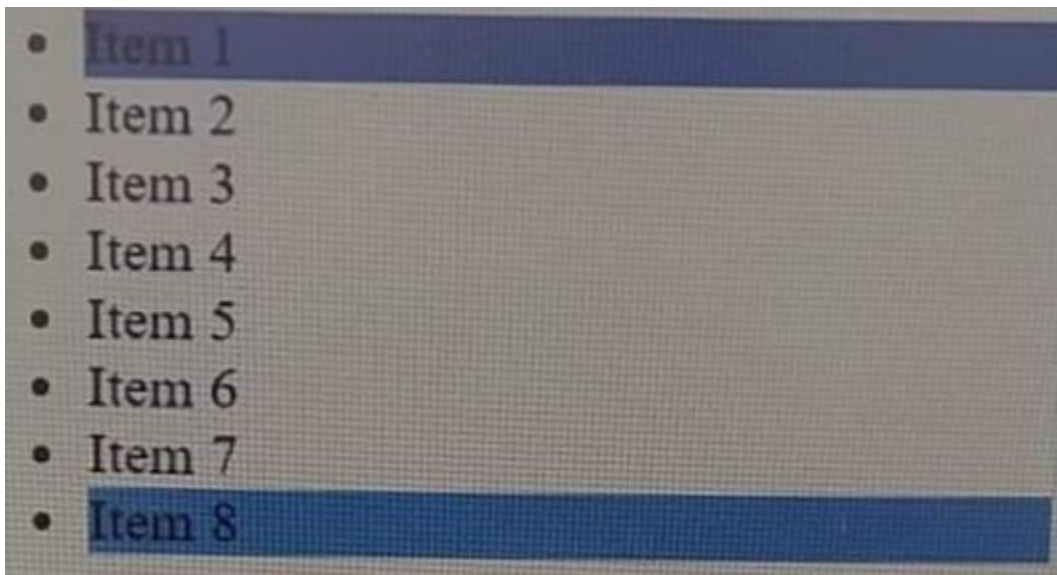 • Item 1
• Item 2
• Item 3
• Item 4
• Item 5
• Item 6
• Item 7
• Item 8